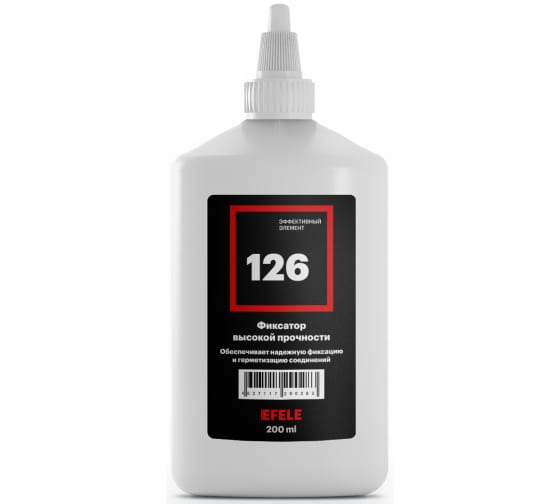 ЭФФЕКТИВНЫЙ
ЭЛЕМЕНТ
126
Фиксатор
высокой прочности
Обеспечивает надежную фиксацию
и герметизацию соединений
EFELE
200 ml